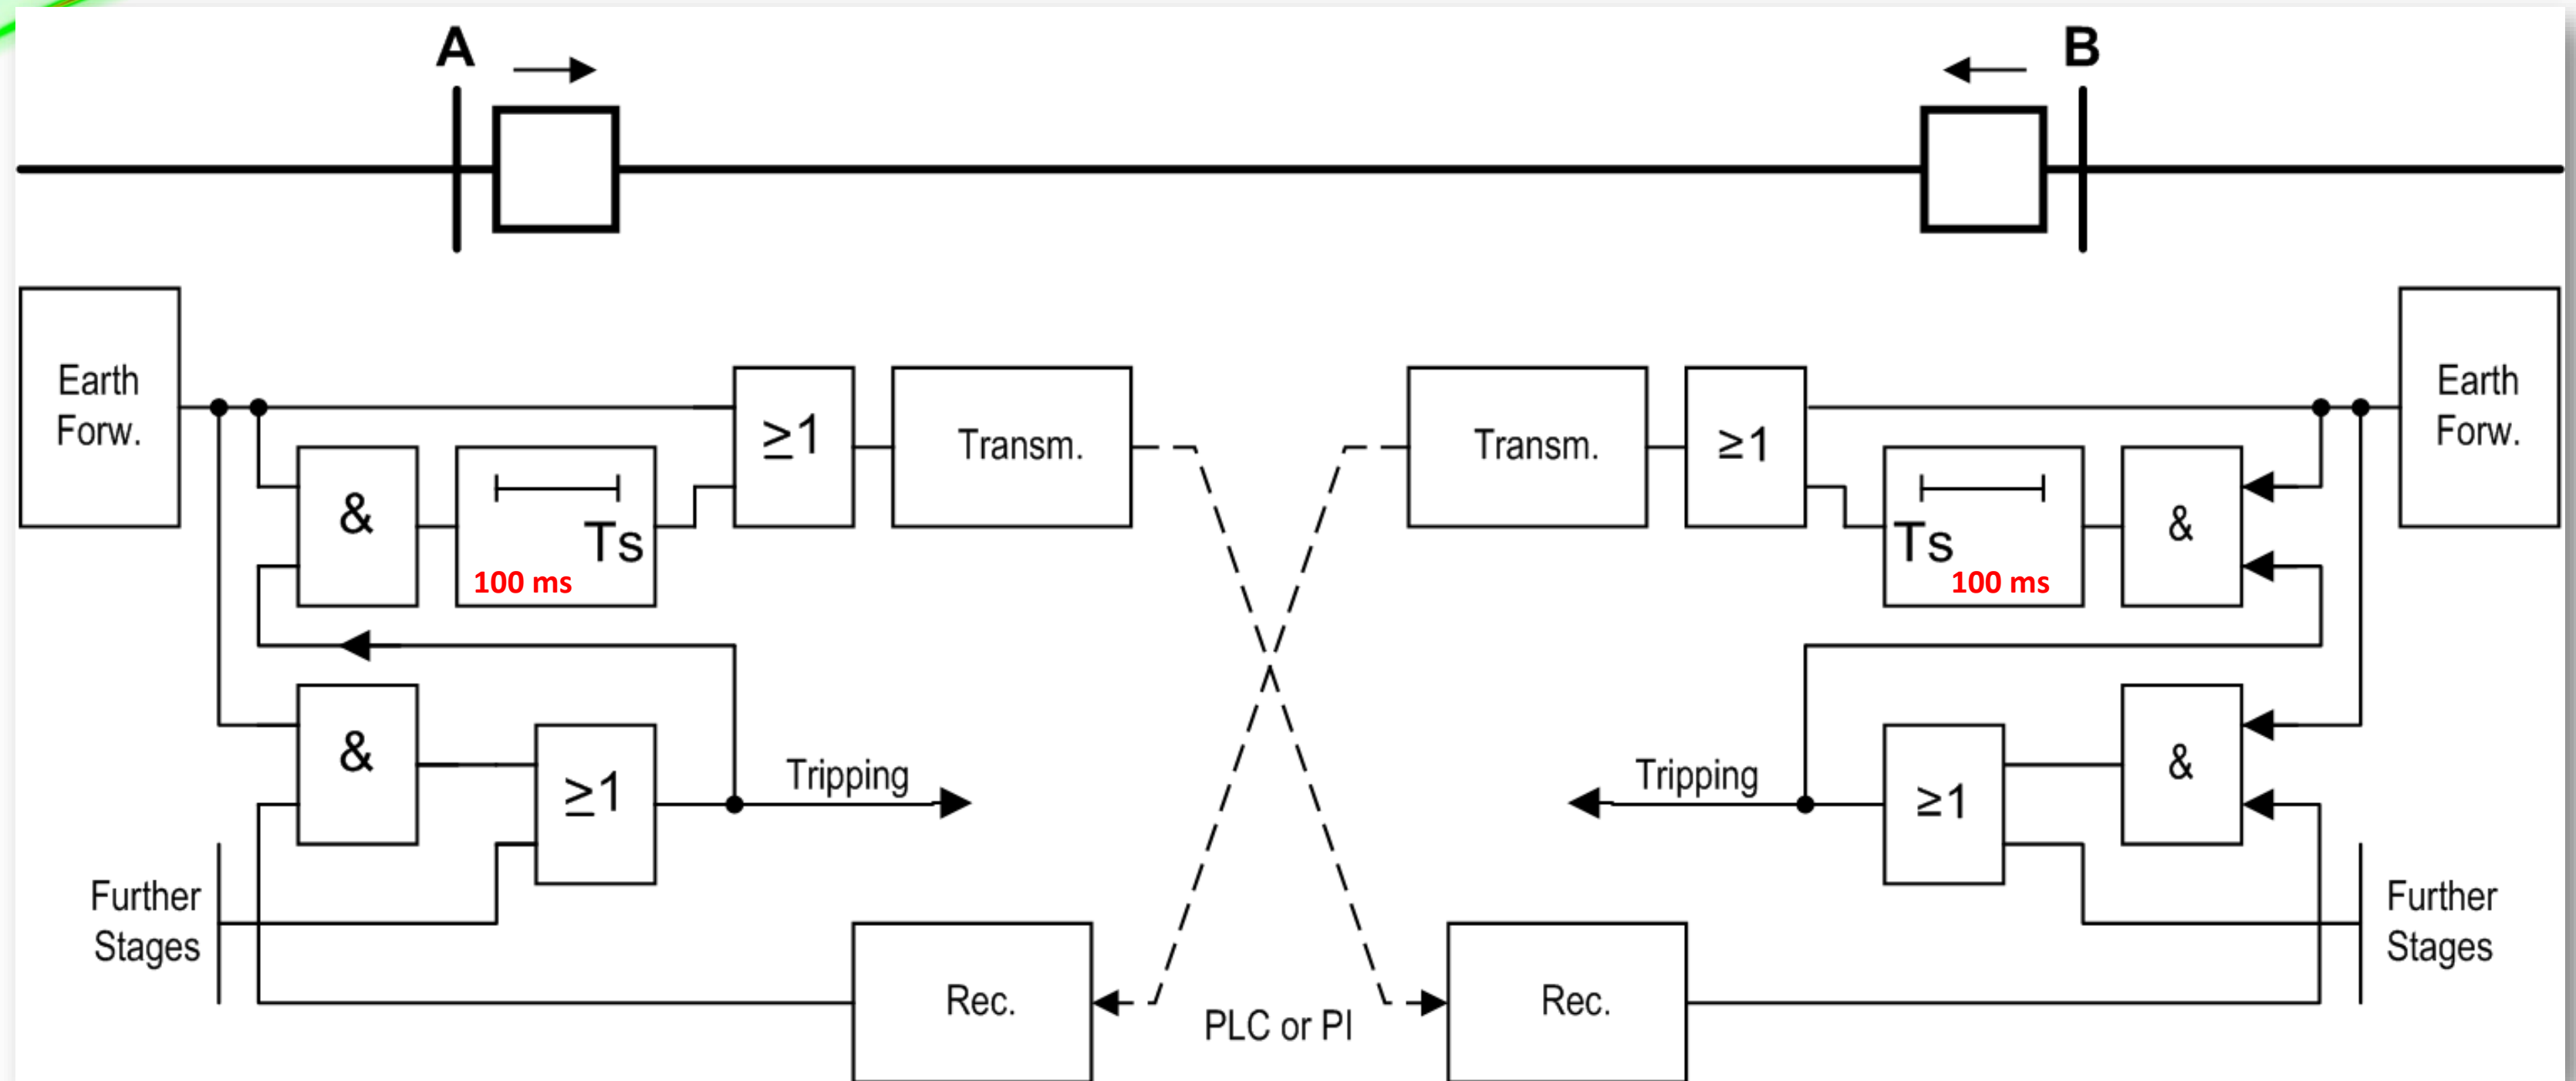 A
B
Earth
Forw.
&
Ts
100 ms
≥1
Transm.
Transm.
≥1
Ts
100 ms
&
Earth
Forw.
&
≥1
Tripping
Tripping
≥1
&
Further
Stages
Rec.
PLC or PI
Rec.
Further
Stages